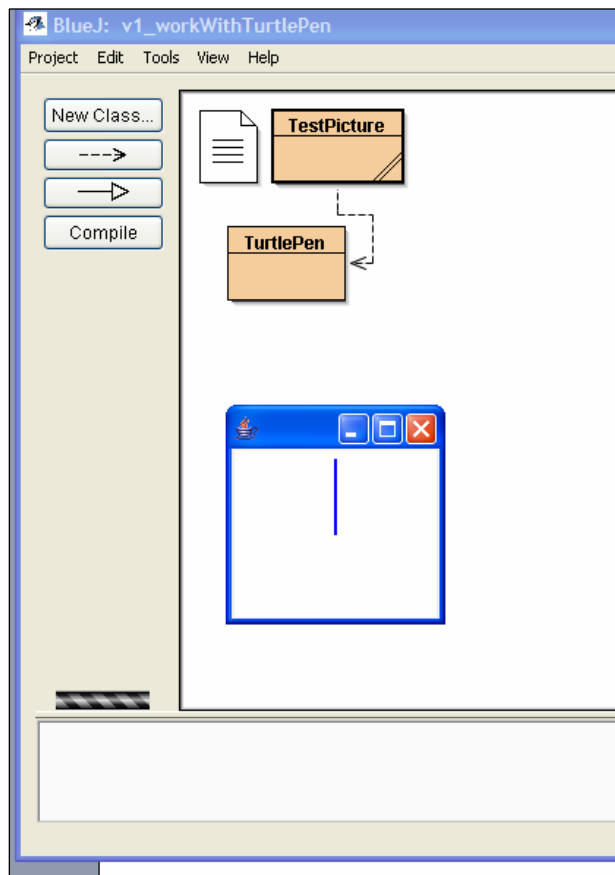 BlueJ: v1_workWithTurtlePen
Project Edit Tools View Help
New Class...
TestPicture
TurtlePen
Compile